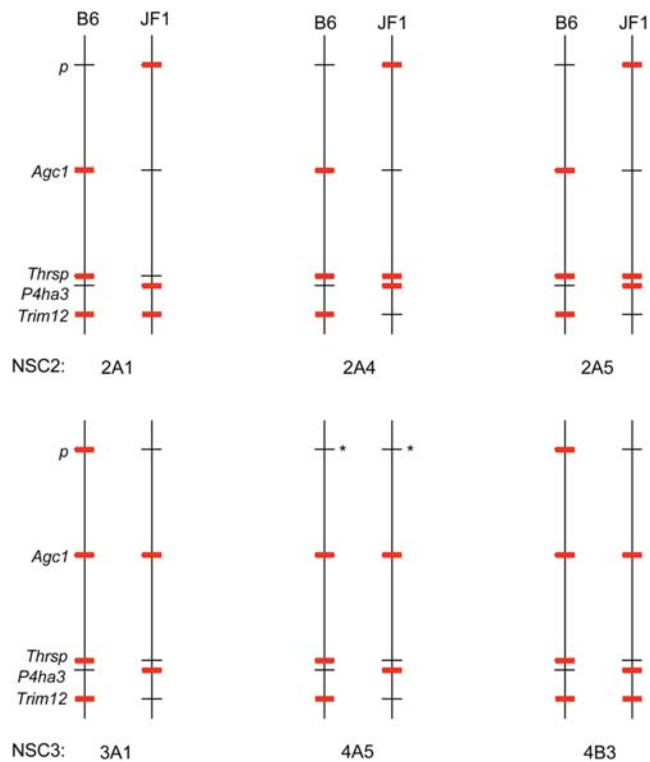 B6 JF1 B6 JF1 B6 JF1
p
Agc1
Thrsp
P4ha3
Trim12
NSC2: 2A1 2A4 2A5
p * *
Agc1
Thrsp
P4ha3
Trim12
NSC3: 3A1 4A5 4B3